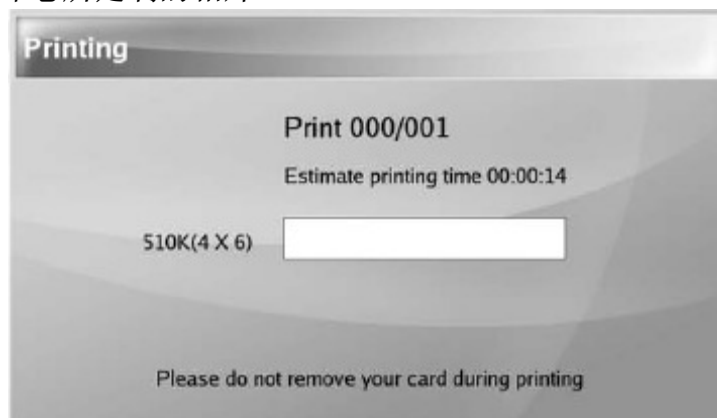 Printing
Print 000/001
Estimate printing time 00:00:14
510K(4 X 6)
Please do not remove your card during printing